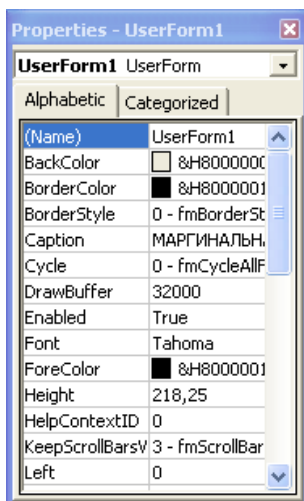 Properties - UserForm1
UserForm1 UserForm
Alphabetic Categorized
(Name) UserForm1
BackColor &H800000
BorderColor &H8000001
BorderStyle 0 - fmBorderSt
Caption МАРГИНАЛЬН
Cycle 0 - fmCycleAllF
DrawBuffer 32000
Enabled True
Font Tahoma
ForeColor &H8000001
Height 218,25
HelpContextID 0
KeepScrollBarsV 3 - fmScrollBar
Left 0